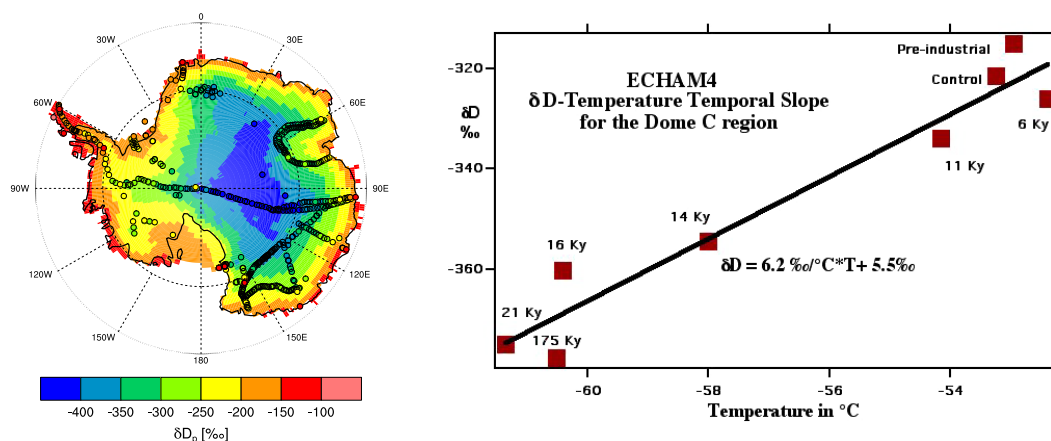 0
30W
30E
60W
60E
90W
90E
120W
120E
150W
150E
180
-400 -350 -300 -250 -200 -150 -100
δDp [‰]
ECHAM4
δ D-Temperature Temporal Slope
for the Dome C region
δD
‰
-320
-340
-360
Pre-industrial
Control
6 Ky
11 Ky
14 Ky
16 Ky
δD = 6.2 ‰/°C*T+ 5.5‰
21 Ky
175 Ky
-60 -58 -56 -54
Temperature in °C